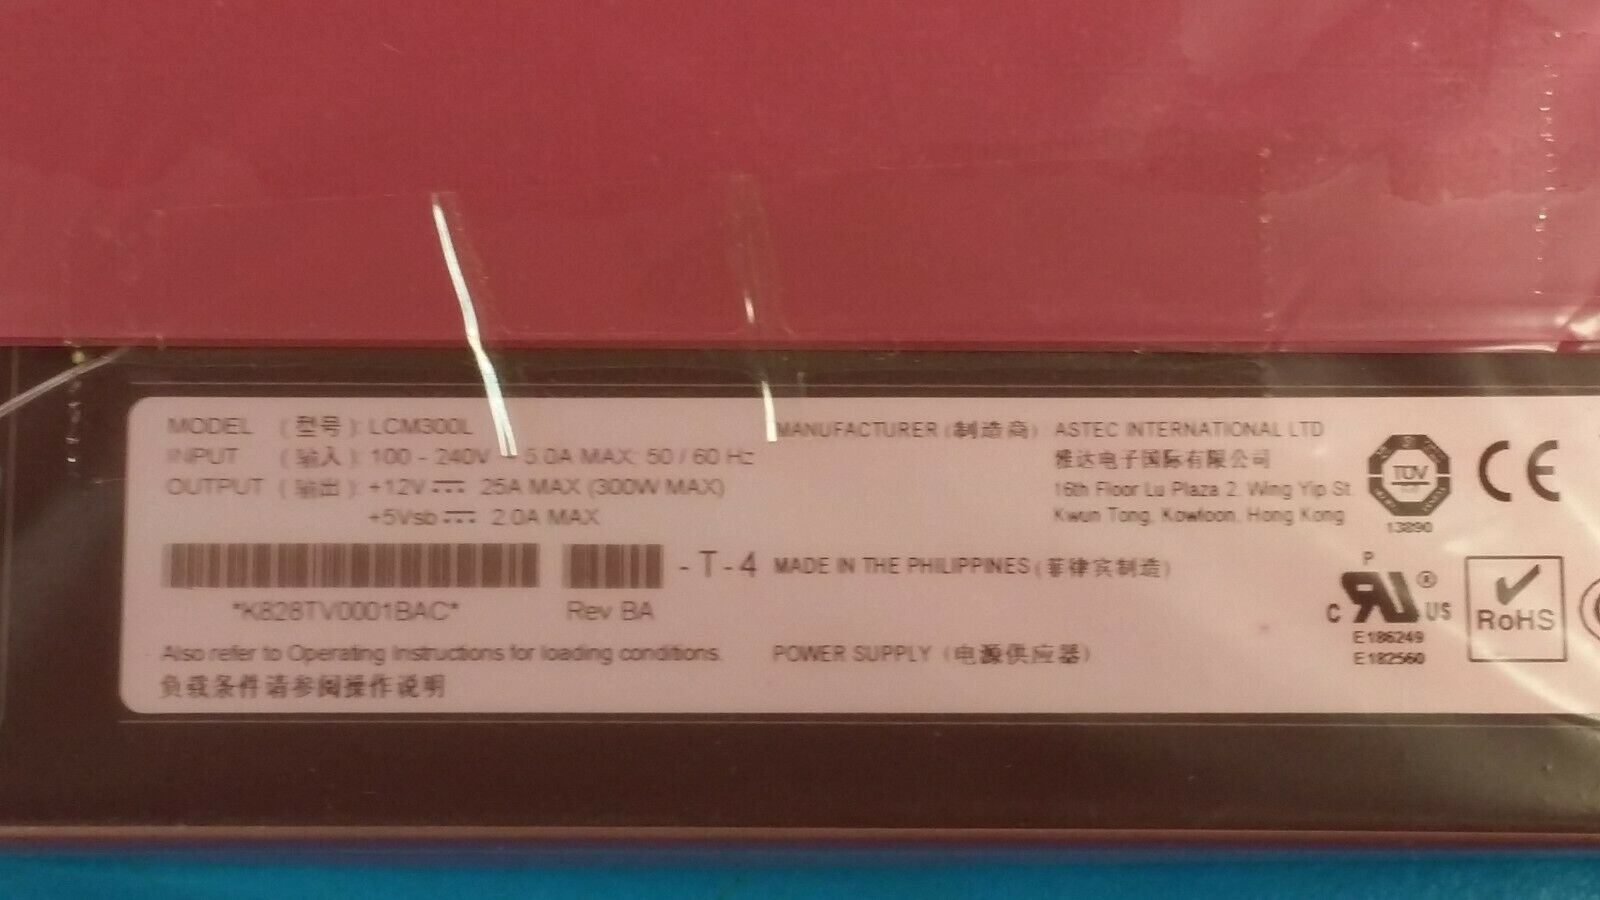 MODEL (型号): LCM300L
INPUT (输入): 100 - 240V 5.0A MAX: 50 / 60 Hz
OUTPUT (输出): +12V 25A MAX (300W MAX)
+5Vsb 2.0A MAX
*K828TV0001BAC* Rev BA
-T-4
Also refer to Operating Instructions for loading conditions.
负载条件请参阅操作说明
MANUFACTURER (制造商) ASTEC INTERNATIONAL LTD
雅达电子国际有限公司
16th Floor Lu Plaza 2, Wing Yip St.
Kwun Tong, Kowloon, Hong Kong
MADE IN THE PHILIPPINES (菲律宾制造)
POWER SUPPLY (电源供应器)
TÜV
13890
CE
P
C RU ® US
E186249
E182560
RoHS